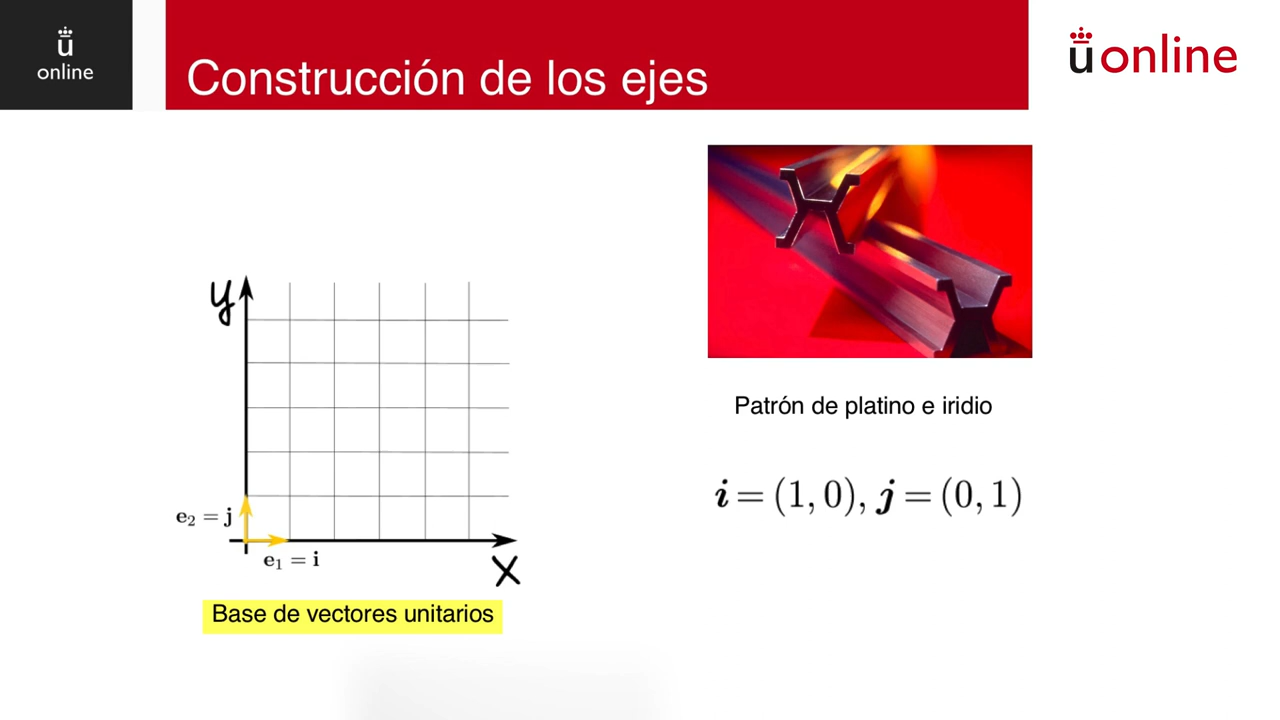 ü
online
Construcción de los ejes
üonline
y
e₂ = j
e₁ = i
x
Base de vectores unitarios
Patrón de platino e iridio
i = (1, 0), j = (0, 1)